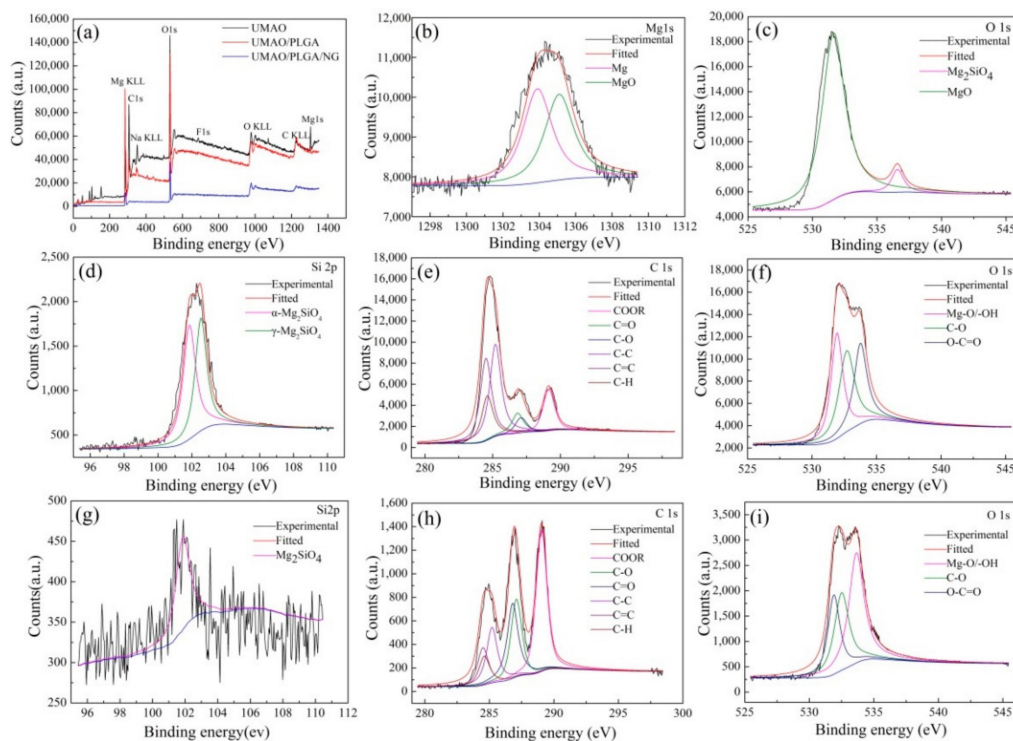 (a)
UMAO
UMAO/PLGA
UMAO/PLGA/NG
O1s
Mg KLL
C1s
Na KLL
F1s
O KLL
C KLL
Mg1s
160,000
140,000
120,000
100,000
80,000
60,000
40,000
20,000
0
0 200 400 600 800 1000 1200 1400
Counts (a.u.)
Binding energy (eV)
(b)
Mg1s
Experimental
Fitted
Mg
MgO
12,000
11,000
10,000
9,000
8,000
7,000
1298 1300 1302 1304 1306 1308 1310 1312
Counts (a.u.)
Binding energy (eV)
(c)
O 1s
Experimental
Fitted
Mg2SiO4
MgO
20,000
18,000
16,000
14,000
12,000
10,000
8,000
6,000
4,000
530 535 540 545
Counts (a.u.)
Binding energy (eV)
(d)
Si 2p
Experimental
Fitted
α-Mg2SiO4
γ-Mg2SiO4
2,500
2,000
1,500
1,000
500
96 98 100 102 104 106 108 110
Counts (a.u.)
Binding energy (eV)
(e)
C 1s
Experimental
Fitted
COOR
C=O
C-O
C-C
C=C
C-H
18,000
16,000
14,000
12,000
10,000
8,000
6,000
4,000
2,000
0
280 285 290 295
Counts (a.u.)
Binding energy (eV)
(f)
O 1s
Experimental
Fitted
Mg-O/-OH
C-O
O-C=O
18,000
16,000
14,000
12,000
10,000
8,000
6,000
4,000
2,000
530 535 540 545
Counts (a.u.)
Binding energy (eV)
(g)
Si2p
Experimental
Fitted
Mg2SiO4
500
450
400
350
300
250
96 98 100 102 104 106 108 110 112
Counts(a.u.)
Binding energy(ev)
(h)
C 1s
Experimental
Fitted
COOR
C-O
C=O
C-C
C=C
C-H
1,600
1,400
1,200
1,000
800
600
400
200
0
280 285 290 295 300
Counts (a.u.)
Binding energy (eV)
(i)
O 1s
Experimental
Fitted
Mg-O/-OH
C-O
O-C=O
3,500
3,000
2,500
2,000
1,500
1,000
500
0
525 530 535 540 545
Counts (a.u.)
Binding energy (eV)